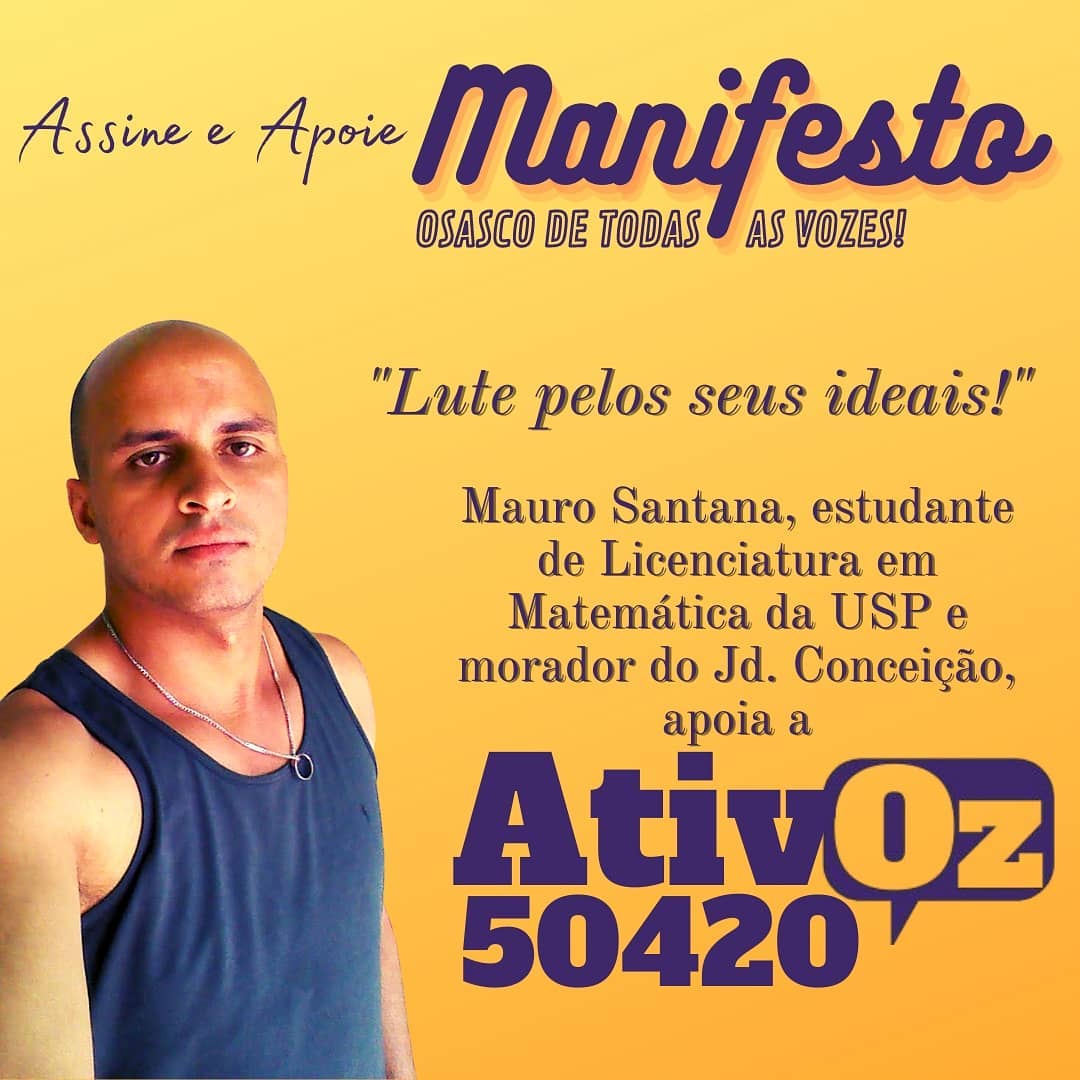 Assine e Apoie Manifesto
OSASCO DE TODAS AS VOZES!
"Lute pelos seus ideais!"
Mauro Santana, estudante
de Licenciatura em
Matemática da USP e
morador do Jd. Conceição,
apoia a
AtivOz
50420